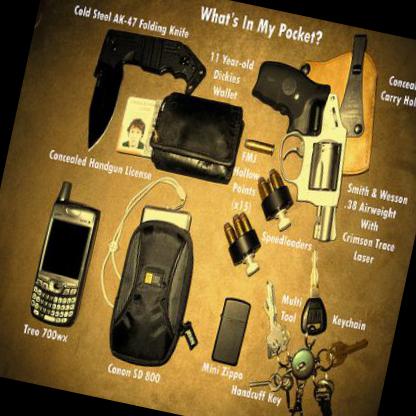 What's In My Pocket?
Cold Steel AK-47 Folding Knife
11 Year-old
Dickies
Wallet
Carry
Concealed Handgun License
FMJ
Hollow
Points
(x15)
Smith & Wesson
.38 Airweight
With
Crimson Trace
Laser
Speedloaders
Treo 700wx
Canon SD 800
Mini Zippo
Multi
Tool
Keychain
Handcuff Key